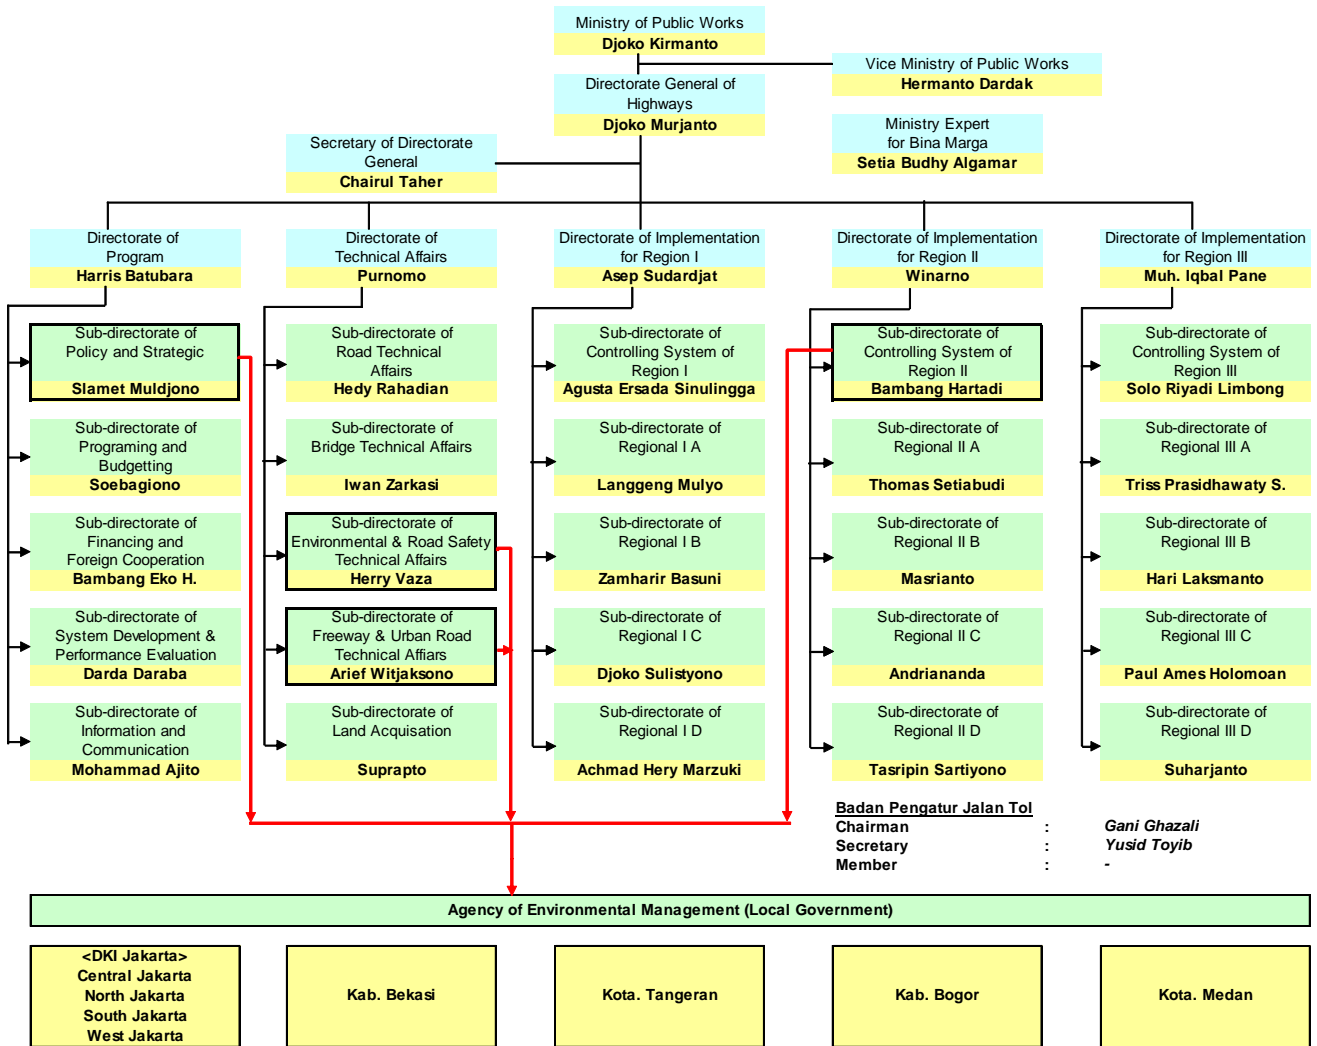 Ministry of Public Works
Djoko Kirmanto
Vice Ministry of Public Works
Hermanto Dardak
Directorate General of
Highways
Djoko Murjanto
Ministry Expert
for Bina Marga
Setia Budhy Algamar
Secretary of Directorate
General
Chairul Taher
Directorate of
Program
Harris Batubara
Directorate of
Technical Affairs
Purnomo
Directorate of Implementation
for Region I
Asep Sudardjat
Directorate of Implementation
for Region II
Winarno
Directorate of Implementation
for Region III
Muh. Iqbal Pane
Sub-directorate of
Policy and Strategic
Slamet Muldjono
Sub-directorate of
Road Technical
Affairs
Hedy Rahadian
Sub-directorate of
Controlling System of
Region I
Agusta Ersada Sinulingga
Sub-directorate of
Controlling System of
Region II
Bambang Hartadi
Sub-directorate of
Controlling System of
Region III
Solo Riyadi Limbong
Sub-directorate of
Programing and
Budgetting
Soebagiono
Sub-directorate of
Bridge Technical Affairs
Iwan Zarkasi
Sub-directorate of
Regional I A
Langgeng Mulyo
Sub-directorate of
Regional II A
Thomas Setiabudi
Sub-directorate of
Regional III A
Triss Prasidhawaty S.
Sub-directorate of
Financing and
Foreign Cooperation
Bambang Eko H.
Sub-directorate of
Environmental & Road Safety
Technical Affairs
Herry Vaza
Sub-directorate of
Regional I B
Zamharir Basuni
Sub-directorate of
Regional II B
Masrianto
Sub-directorate of
Regional III B
Hari Laksmanto
Sub-directorate of
System Development &
Performance Evaluation
Darda Daraba
Sub-directorate of
Freeway & Urban Road
Technical Affiars
Arief Witjaksono
Sub-directorate of
Regional I C
Djoko Sulistyono
Sub-directorate of
Regional II C
Andriananda
Sub-directorate of
Regional III C
Paul Ames Holomoan
Sub-directorate of
Information and
Communication
Mohammad Ajito
Sub-directorate of
Land Acquisation
Suprapto
Sub-directorate of
Regional I D
Achmad Hery Marzuki
Sub-directorate of
Regional II D
Tasripin Sartiyono
Sub-directorate of
Regional III D
Suharjanto
Badan Pengatur Jalan Tol
Chairman : Gani Ghazali
Secretary : Yusid Toyib
Member : -
Agency of Environmental Management (Local Government)
<DKI Jakarta>
Central Jakarta
North Jakarta
South Jakarta
West Jakarta
Kab. Bekasi
Kota. Tangeran
Kab. Bogor
Kota. Medan